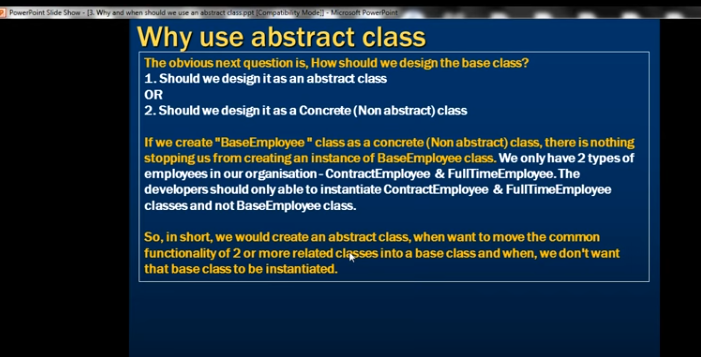 PowerPoint Slide Show - [3. Why and when should we use an abstract class.ppt [Compatibility Mode]] - Microsoft PowerPoint
Why use abstract class
The obvious next question is, How should we design the base class?
1. Should we design it as an abstract class
OR
2. Should we design it as a Concrete (Non abstract) class
If we create "BaseEmployee " class as a concrete (Non abstract) class, there is nothing
stopping us from creating an instance of BaseEmployee class. We only have 2 types of
employees in our organisation - ContractEmployee & FullTimeEmployee. The
developers should only able to instantiate ContractEmployee & FullTimeEmployee
classes and not BaseEmployee class.
So, in short, we would create an abstract class, when want to move the common
functionality of 2 or more related classes into a base class and when, we don't want
that base class to be instantiated.